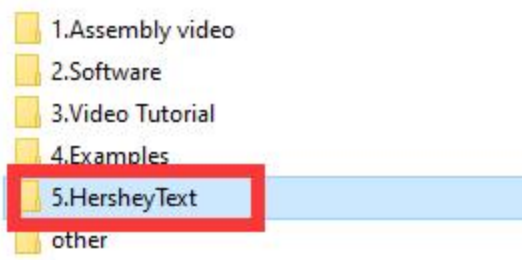 1.Assembly video
2.Software
3.Video Tutorial
4.Examples
5.HersheyText
other